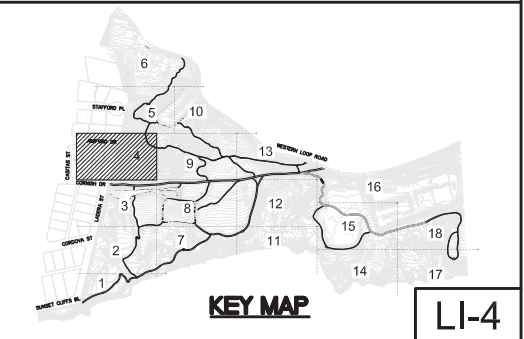 6
STAFFORD PL
5
10
ASHFORD DR
4
13
WESTERN LOOP ROAD
CASITAS ST
9
CORNISH DR
16
3
LADERA ST
8
12
15
CORDOVA ST
2
7
11
18
14
17
1
SUNSET CLIFFS BL
KEY MAP
LI-4